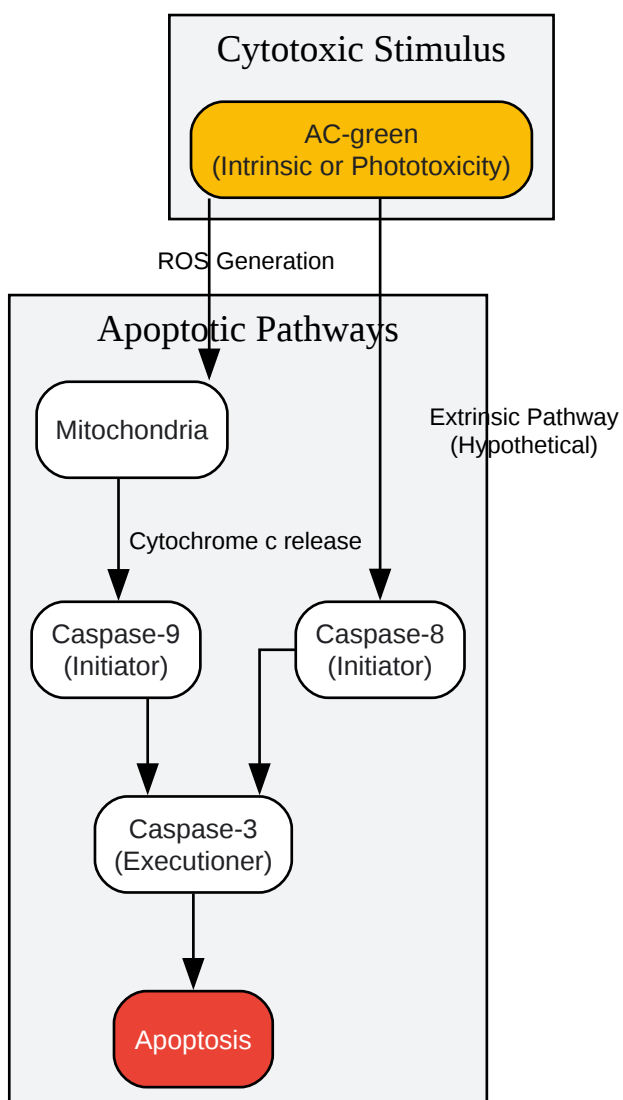 Cytotoxic Stimulus
AC-green
(Intrinsic or Phototoxicity)
ROS Generation
Apoptotic Pathways
Mitochondria
Extrinsic Pathway
(Hypothetical)
Cytochrome c release
Caspase-9
(Initiator)
Caspase-8
(Initiator)
Caspase-3
(Executioner)
Apoptosis